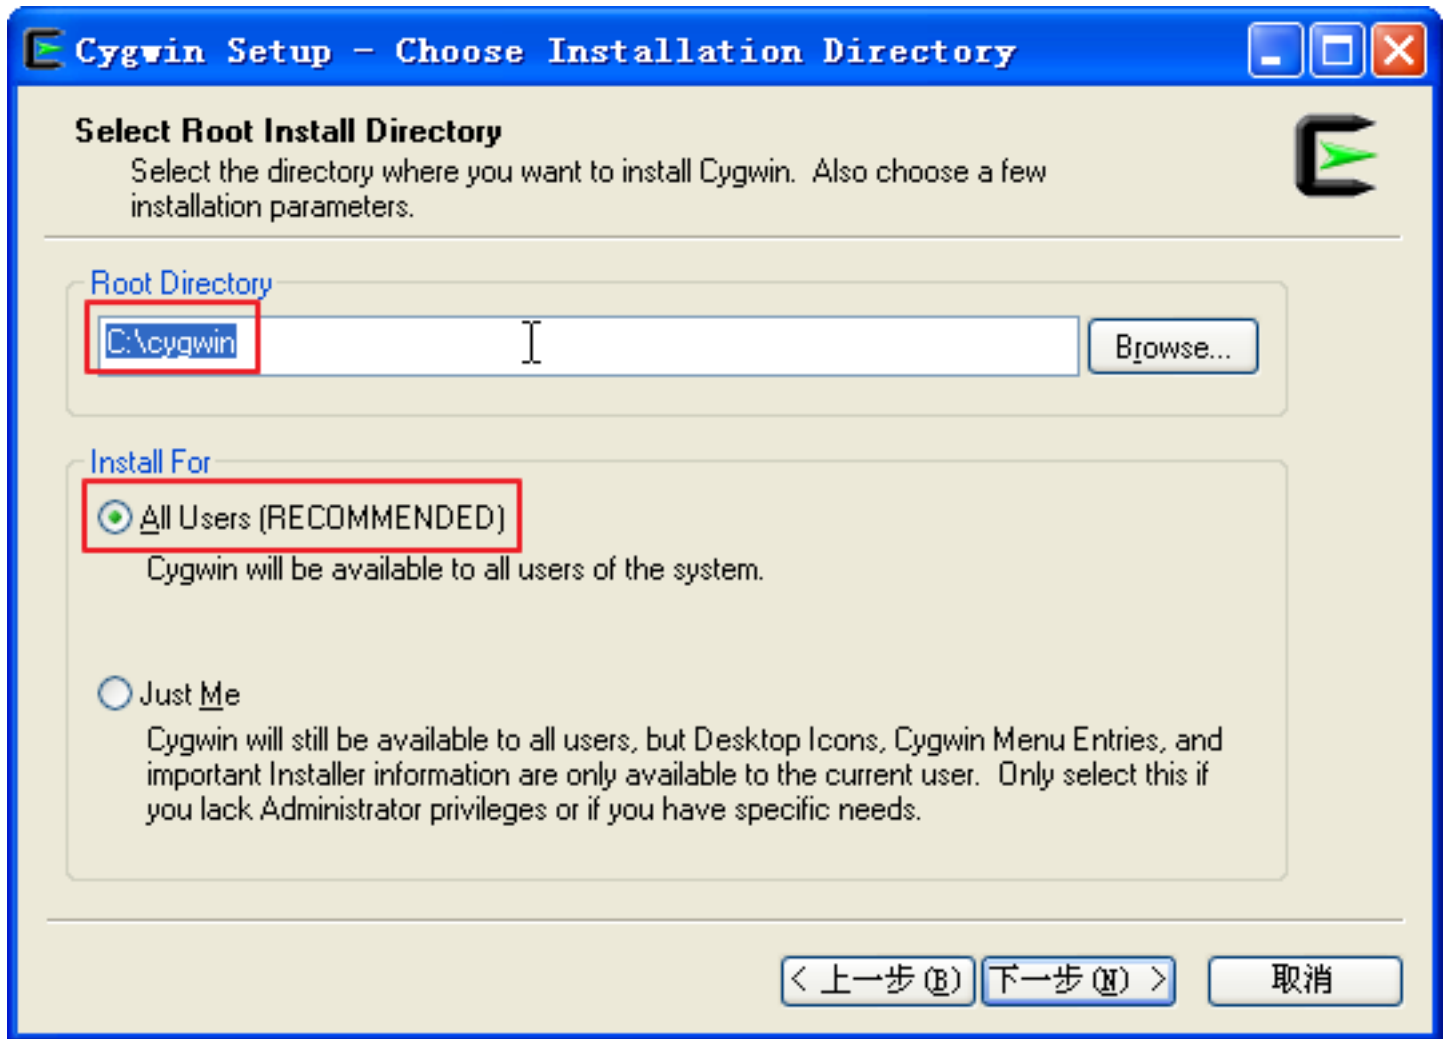 Cygwin Setup - Choose Installation Directory
Select Root Install Directory
Select the directory where you want to install Cygwin. Also choose a few
installation parameters.
Root Directory
C:\cygwin
Browse...
Install For
All Users (RECOMMENDED)
Cygwin will be available to all users of the system.
Just Me
Cygwin will still be available to all users, but Desktop Icons, Cygwin Menu Entries, and
important Installer information are only available to the current user. Only select this if
you lack Administrator privileges or if you have specific needs.
< 上一步(B) 下一步(N) > 取消